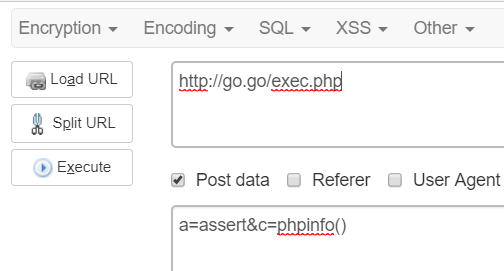 Encryption Encoding SQL XSS Other
Load URL
http://go.go/exec.php
Split URL
Execute
Post data Referer User Agent
a=assert&c=phpinfo()